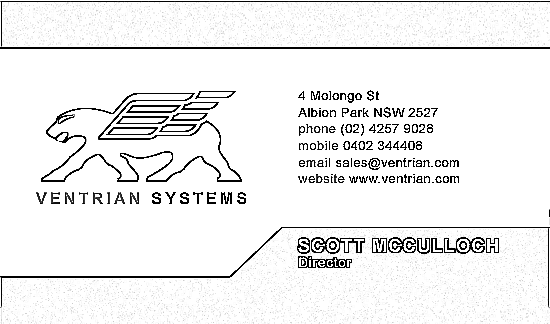 4 Molongo St
Albion Park NSW 2527
phone (02) 4257 9028
mobile 0402 344408
email sales@ventrian.com
website www.ventrian.com
VENTRIAN SYSTEMS
SCOTT MCCULLOCH
Director